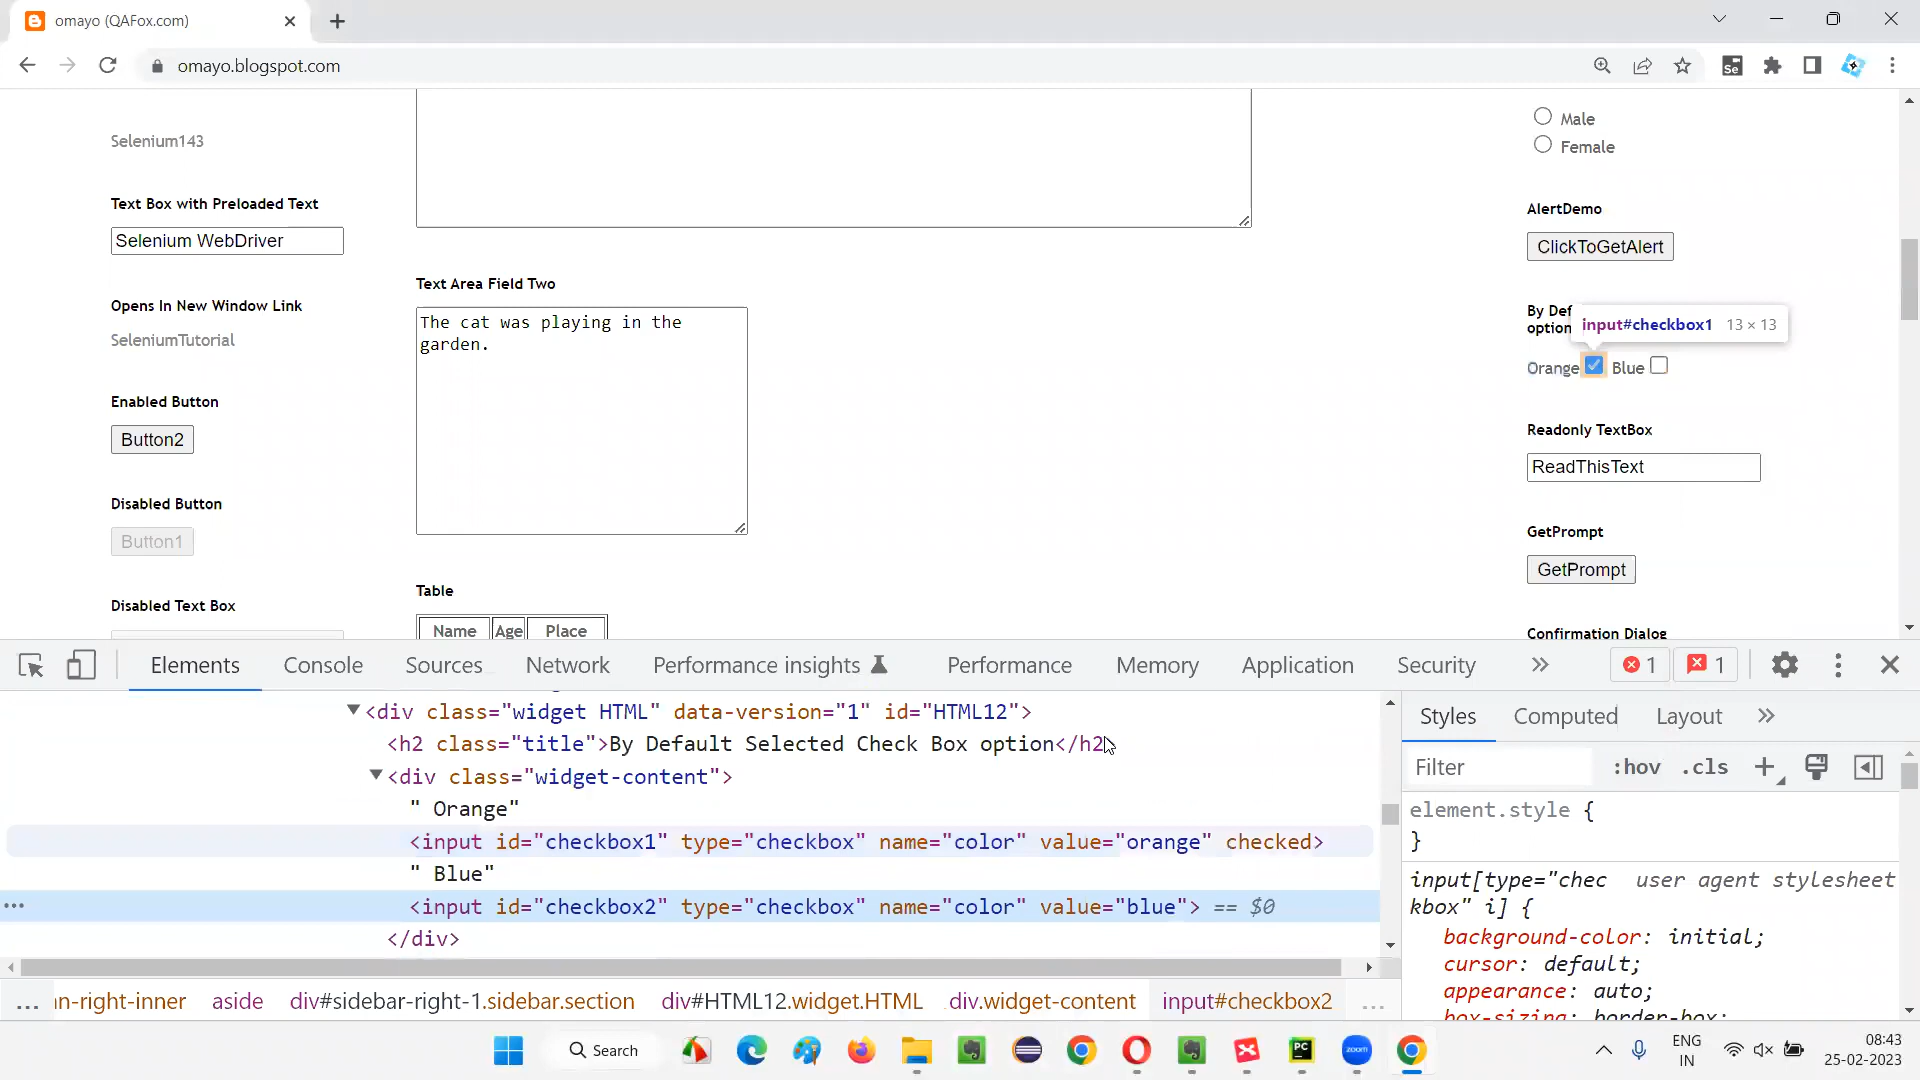 omayo (QAFox.com)
omayo.blogspot.com
Selenium143
Text Box with Preloaded Text
Selenium WebDriver
Opens In New Window Link
SeleniumTutorial
Enabled Button
Button2
Disabled Button
Button1
Disabled Text Box
Text Area Field Two
The cat was playing in the
garden.
Table
Name Age Place
Male
Female
AlertDemo
ClickToGetAlert
By Def
option
input#checkbox1 13 × 13
Orange Blue
Readonly TextBox
ReadThisText
GetPrompt
GetPrompt
Confirmation Dialog
Elements Console Sources Network Performance insights Performance Memory Application Security 1 1
<div class="widget HTML" data-version="1" id="HTML12">
<h2 class="title">By Default Selected Check Box option</h2
<div class="widget-content">
" Orange"
<input id="checkbox1" type="checkbox" name="color" value="orange" checked>
" Blue"
... <input id="checkbox2" type="checkbox" name="color" value="blue"> == $0
</div>
... nn-right-inner aside div#sidebar-right-1.sidebar.section div#HTML12.widget.HTML div.widget-content input#checkbox2 ...
Styles Computed Layout
Filter :hov .cls
element.style {
}
input[type="chec user agent stylesheet
kbox" i] {
background-color: initial;
cursor: default;
appearance: auto;
box-sizing: border-box;
Search
Se
PC
zoom
ENG
IN
08:43
25-02-2023